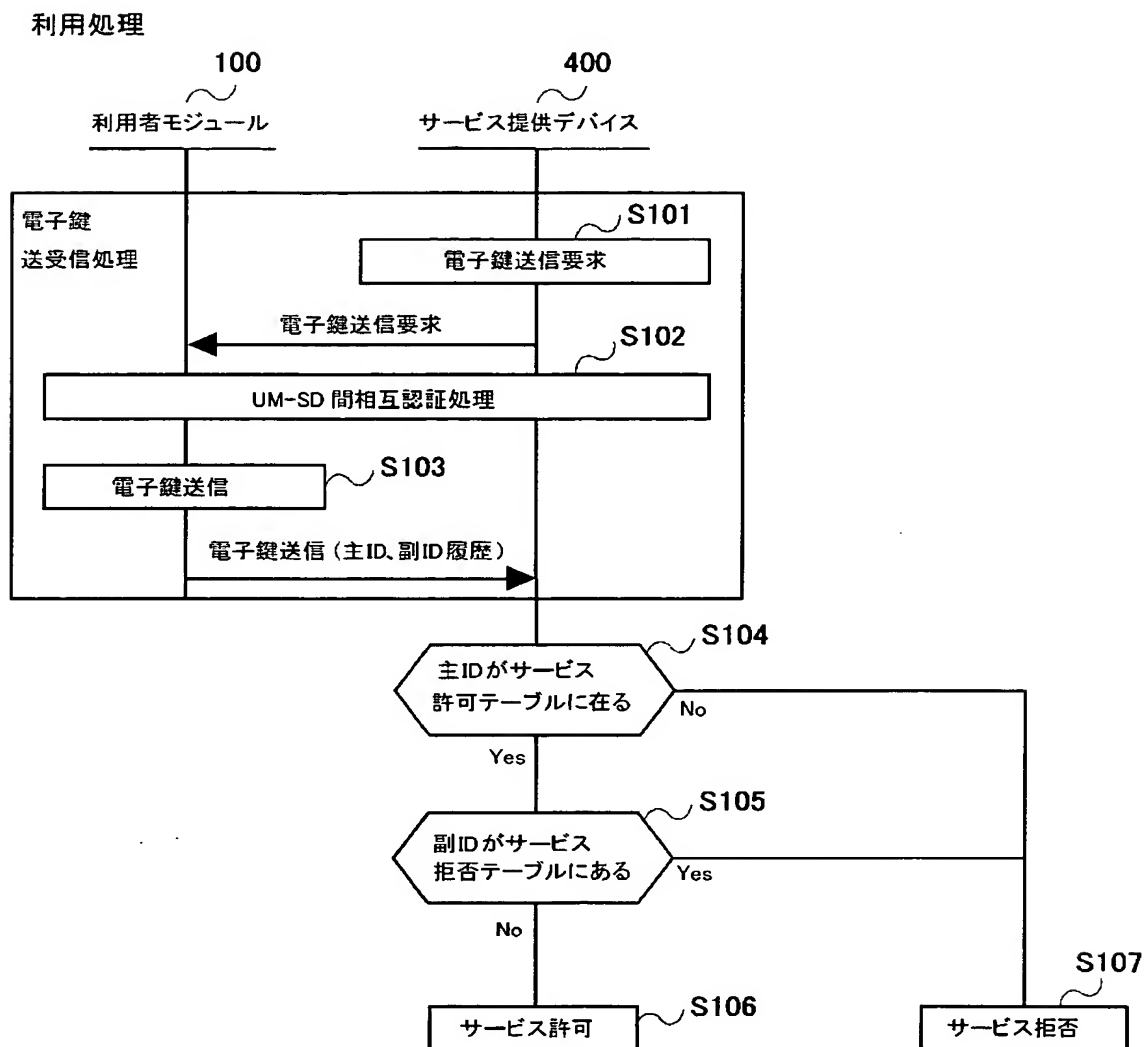 利用処理
100
400
利用者モジュール
サービス提供デバイス
電子鍵
送受信処理
S101
電子鍵送信要求
電子鍵送信要求
S102
UM-SD 間相互認証処理
S103
電子鍵送信
電子鍵送信（主ID、副ID履歴）
S104
主IDがサービス
許可テーブルに在る
No
Yes
S105
副IDがサービス
拒否テーブルにある
Yes
No
S107
S106
サービス許可
サービス拒否